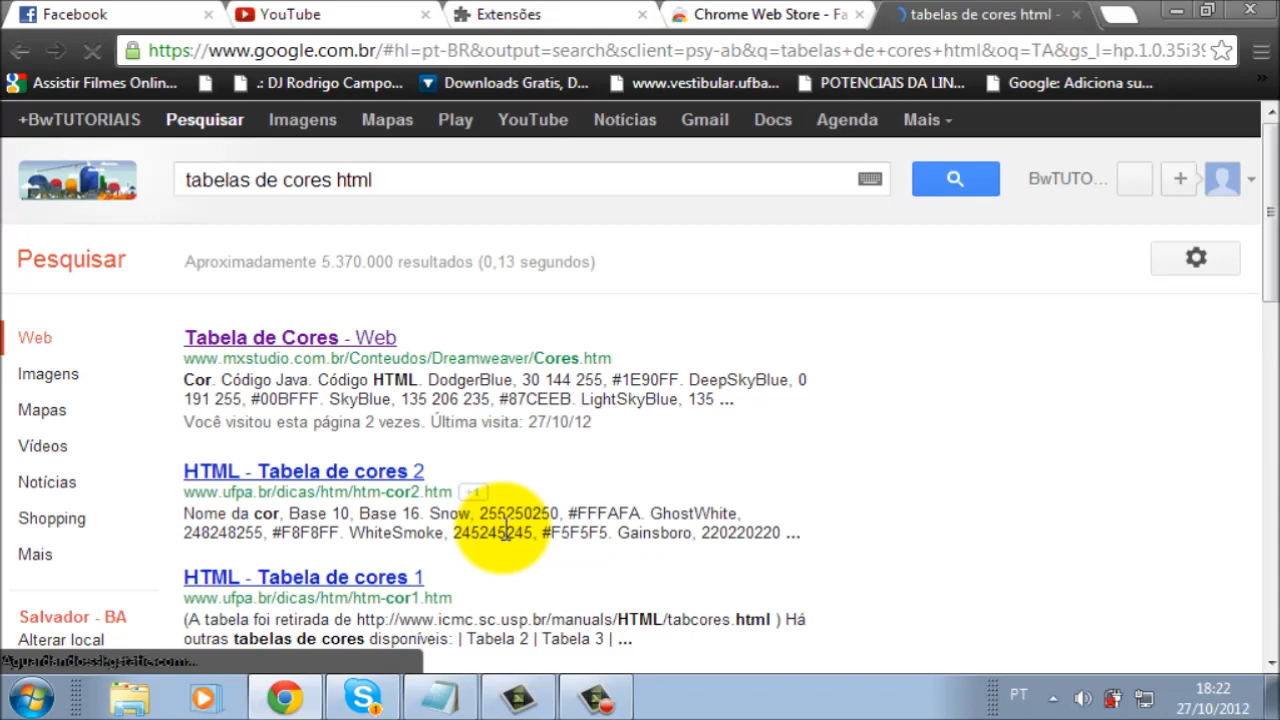 Facebook
YouTube
Extensões
Chrome Web Store - Fa
tabelas de cores html -
https://www.google.com.br/#hl=pt-BR&output=search&sclient=psy-ab&q=tabelas+de+cores+html&oq=TA&gs_l=hp.1.0.35i39
Assistir Filmes Online...
.: DJ Rodrigo Campo...
Downloads Gratis, D...
www.vestibular.ufba...
POTENCIAIS DA LIN...
Google: Adiciona su...
+BwTUTORIAIS Pesquisar Imagens Mapas Play YouTube Notícias Gmail Docs Agenda Mais
tabelas de cores html
BwTUTO...
Pesquisar
Aproximadamente 5.370.000 resultados (0,13 segundos)
Web
Imagens
Mapas
Vídeos
Notícias
Shopping
Mais
Salvador - BA
Alterar local
Tabela de Cores - Web
www.mxstudio.com.br/Conteudos/Dreamweaver/Cores.htm
Cor. Código Java. Código HTML. DodgerBlue, 30 144 255, #1E90FF. DeepSkyBlue, 0
191 255, #00BFFF. SkyBlue, 135 206 235, #87CEEB. LightSkyBlue, 135 ...
Você visitou esta página 2 vezes. Última visita: 27/10/12
HTML - Tabela de cores 2
www.ufpa.br/dicas/htm/htm-cor2.htm +1
Nome da cor, Base 10, Base 16. Snow, 255250250, #FFFAFA. GhostWhite,
248248255, #F8F8FF. WhiteSmoke, 245245245, #F5F5F5. Gainsboro, 220220220 ...
HTML - Tabela de cores 1
www.ufpa.br/dicas/htm/htm-cor1.htm
(A tabela foi retirada de http://www.icmc.sc.usp.br/manuals/HTML/tabcores.html ) Há
outras tabelas de cores disponíveis: | Tabela 2 | Tabela 3 | ...
PT
18:22
27/10/2012